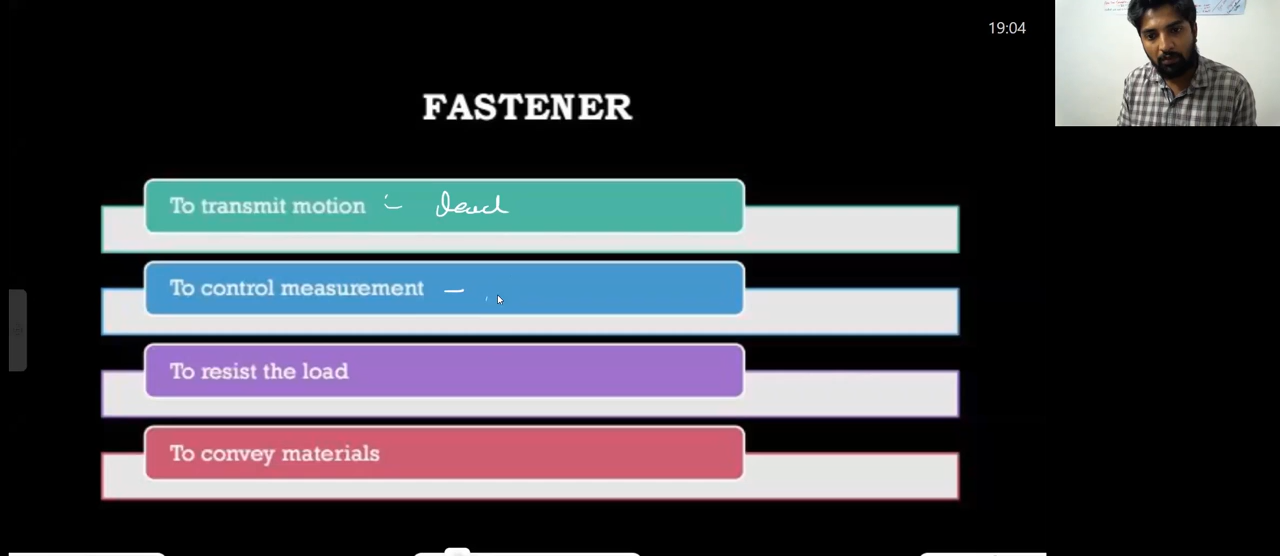 19:04
FASTENER
To transmit motion :- Lead
To control measurement -
To resist the load
To convey materials